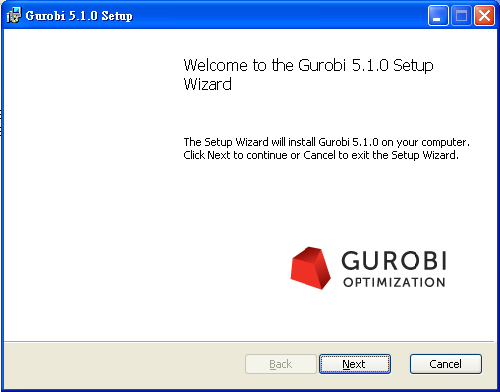 Gurobi 5.1.0 Setup
Welcome to the Gurobi 5.1.0 Setup
Wizard
The Setup Wizard will install Gurobi 5.1.0 on your computer.
Click Next to continue or Cancel to exit the Setup Wizard.
GUROBI
OPTIMIZATION
Back Next Cancel